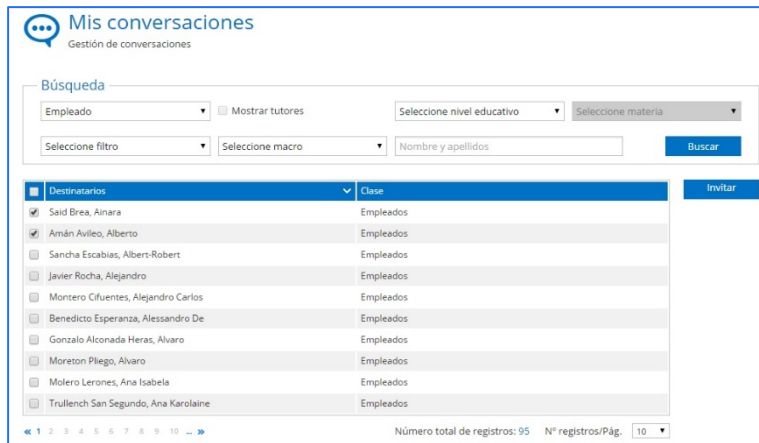 Mis conversaciones
Gestión de conversaciones
Búsqueda
Empleado Mostrar tutores Seleccione nivel educativo Seleccione materia
Seleccione filtro Seleccione macro Nombre y apellidos Buscar
Destinatarios Clase Invitar
Said Brea, Ainara Empleados
Amán Avileo, Alberto Empleados
Sancha Escabias, Albert-Robert Empleados
Javier Rocha, Alejandro Empleados
Montero Cifuentes, Alejandro Carlos Empleados
Benedicto Esperanza, Alessandro De Empleados
Gonzalo Alconada Heras, Alvaro Empleados
Moreton Pliego, Alvaro Empleados
Molero Lerones, Ana Isabela Empleados
Trullench San Segundo, Ana Karolaine Empleados
« 1 2 3 4 5 6 7 8 9 10 ... » Número total de registros: 95 Nº registros/Pág. 10